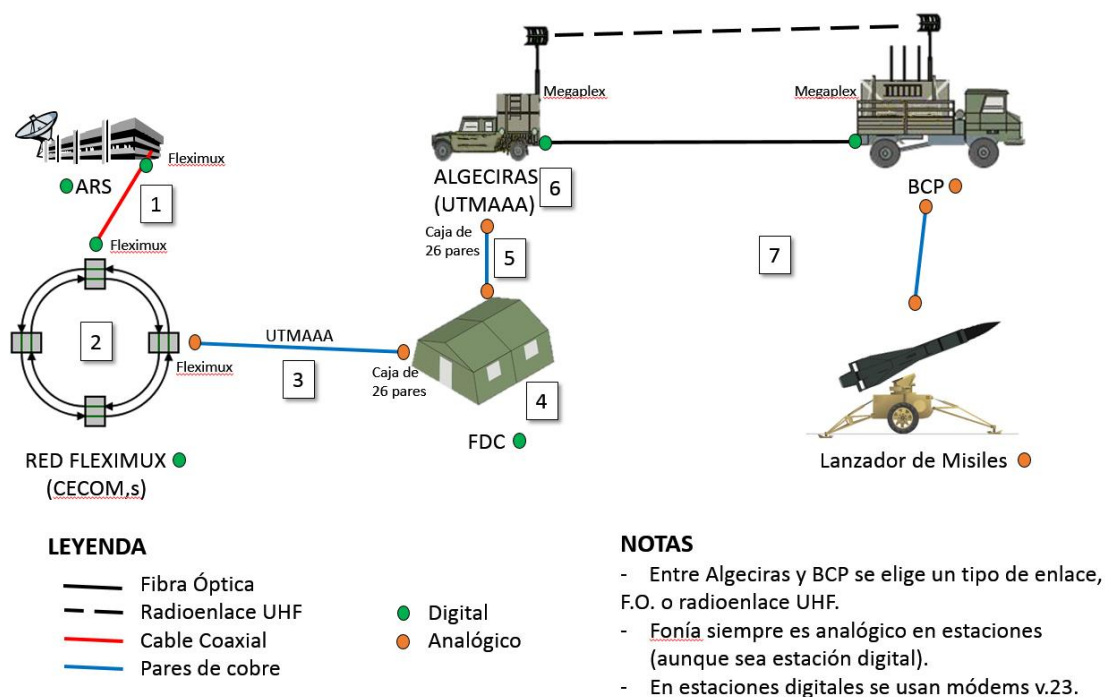 Megaplex
Megaplex
Fleximux
ARS
1
ALGECIRAS
(UTMAAA)
6
BCP
Fleximux
Caja de
26 pares
5
7
2
UTMAAA
Fleximux
3
Caja de
26 pares
4
RED FLEXIMUX
(CECOM,s)
FDC
Lanzador de Misiles
LEYENDA
Fibra Óptica
Radioenlace UHF
Cable Coaxial
Pares de cobre
Digital
Analógico
NOTAS
- Entre Algeciras y BCP se elige un tipo de enlace,
F.O. o radioenlace UHF.
- Fonía siempre es analógico en estaciones
(aunque sea estación digital).
- En estaciones digitales se usan módems v.23.